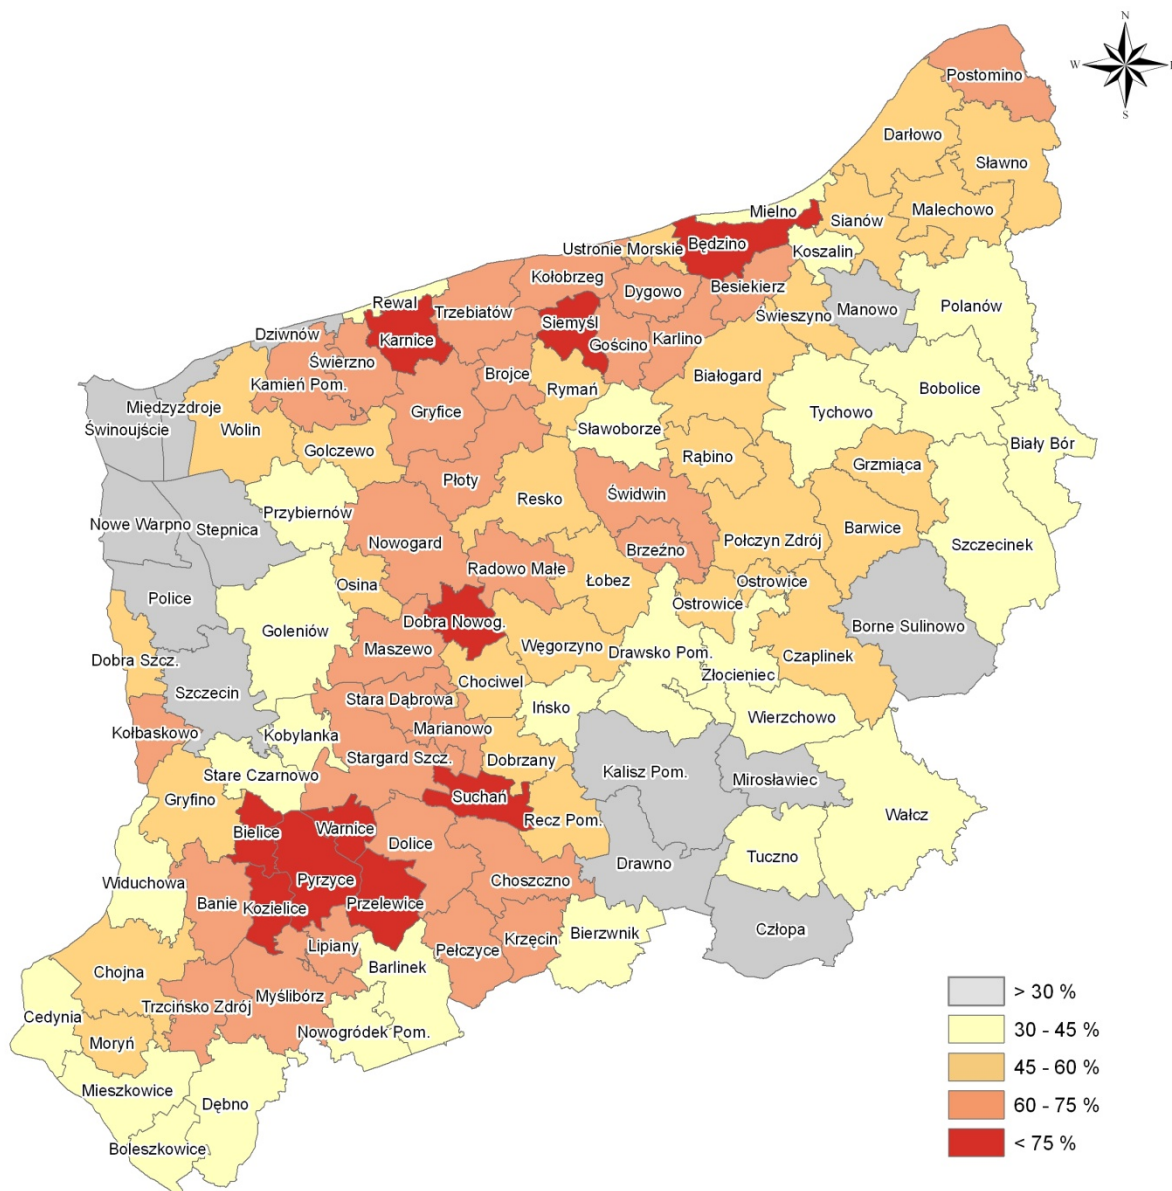 N
W
E
S
Postomino
Darłowo
Sławno
Mielno
Sianów
Malechowo
Ustronie Morskie
Będzino
Koszalin
Kołobrzeg
Dygowo
Besiekierz
Manowo
Polanów
Rewal
Trzebiatów
Siemyśl
Świeszyno
Dziwnów
Karnice
Gościno
Karlino
Świerzno
Kamień Pom.
Brojce
Rymań
Białogard
Bobolice
Międzyzdroje
Świnoujście
Wolin
Gryfice
Sławoborze
Tychowo
Biały Bór
Golczewo
Rąbino
Grzmiąca
Płoty
Resko
Świdwin
Nowe Warpno
Stepnica
Przybiernów
Barwice
Nowogard
Połczyn Zdrój
Szczecinek
Brzeźno
Radowo Małe
Osina
Łobez
Ostrowice
Police
Ostrowice
Dobra Nowog.
Borne Sulinowo
Goleniów
Maszewo
Węgorzyno
Drawsko Pom.
Czaplinek
Dobra Szcz.
Chociwel
Złocieniec
Szczecin
Stara Dąbrowa
Ińsko
Wierzchowo
Kołbaskowo
Kobylanka
Marianowo
Stargard Szcz.
Dobrzany
Kalisz Pom.
Mirosławiec
Stare Czarnowo
Gryfino
Suchań
Recz Pom.
Wałcz
Bielice
Warnice
Dolice
Drawno
Tuczno
Widuchowa
Pyrzyce
Choszczno
Banie
Kozielice
Przelewice
Człopa
Lipiany
Pełczyce
Krzęcin
Bierzwnik
Chojna
Barlinek
Myślibórz
Cedynia
Trzcińsko Zdrój
Nowogródek Pom.
Moryń
Mieszkowice
Dębno
Boleszkowice
> 30 %
30 - 45 %
45 - 60 %
60 - 75 %
< 75 %